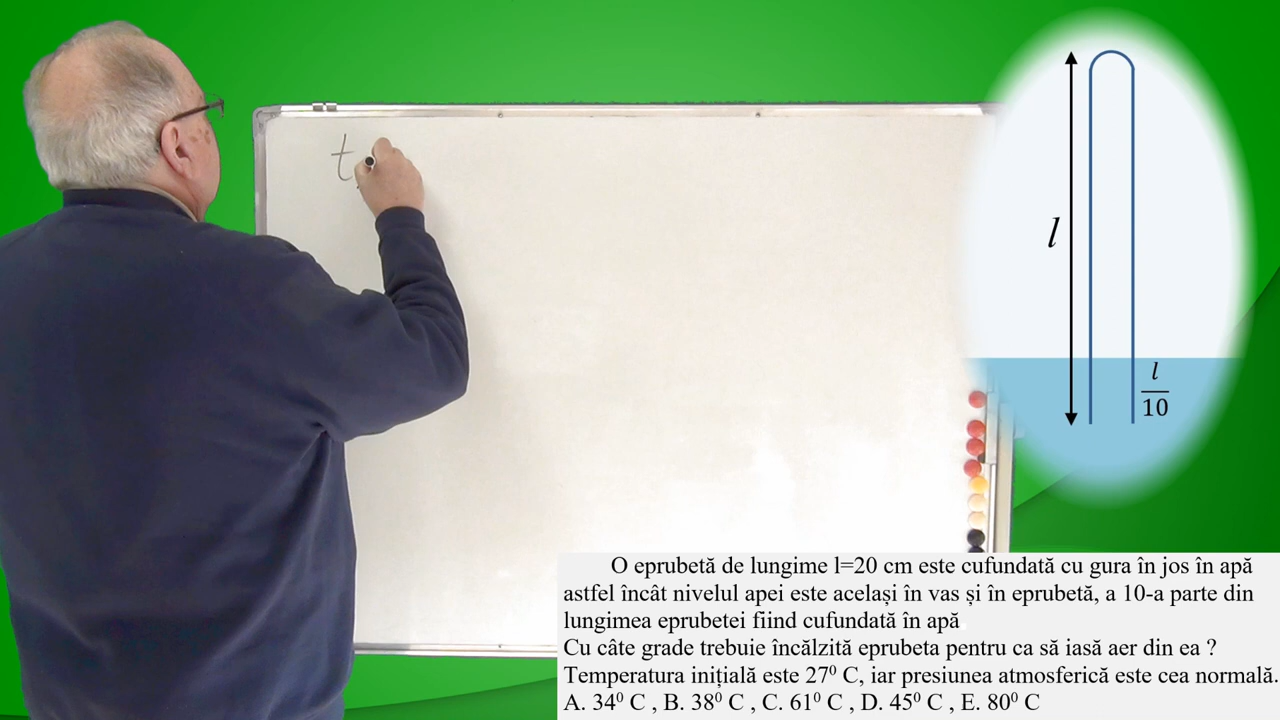 t
l
l
10
O eprubetă de lungime l=20 cm este cufundată cu gura în jos în apă
astfel încât nivelul apei este același în vas și în eprubetă, a 10-a parte din
lungimea eprubetei fiind cufundată în apă
Cu câte grade trebuie încălzită eprubeta pentru ca să iasă aer din ea ?
Temperatura inițială este 27⁰ C, iar presiunea atmosferică este cea normală.
A. 34⁰ C , B. 38⁰ C , C. 61⁰ C , D. 45⁰ C , E. 80⁰ C